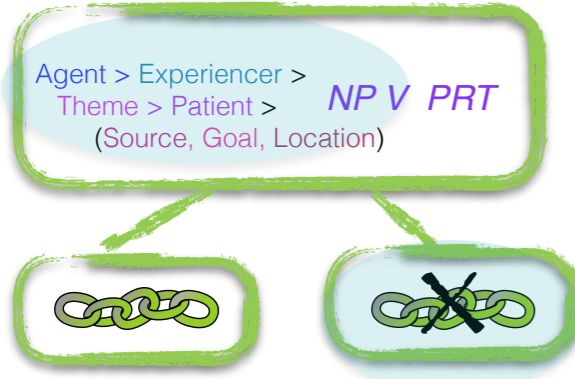 Agent > Experiencer >
Theme > Patient >
(Source, Goal, Location)
NP V PRT